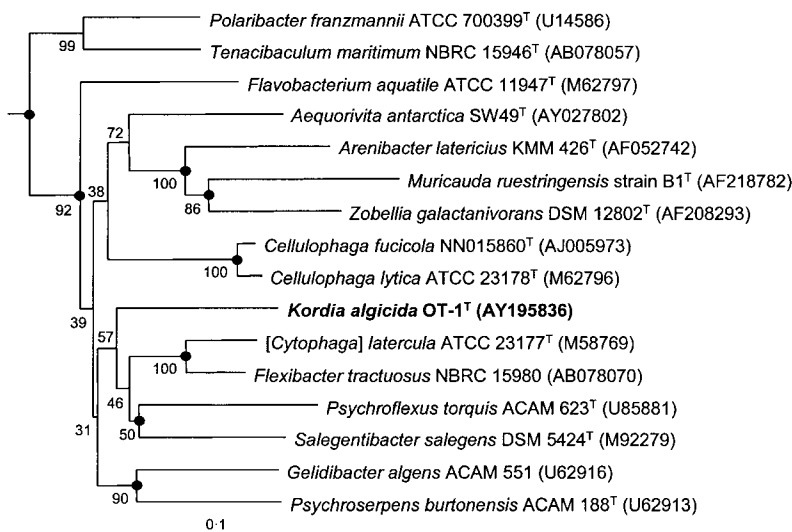 Polaribacter franzmannii ATCC 700399ᵀ (U14586)
99
Tenacibaculum maritimum NBRC 15946ᵀ (AB078057)
Flavobacterium aquatile ATCC 11947ᵀ (M62797)
Aequorivita antarctica SW49ᵀ (AY027802)
72
Arenibacter latericius KMM 426ᵀ (AF052742)
100
Muricauda ruestringensis strain B1ᵀ (AF218782)
92
38
86
Zobellia galactanivorans DSM 12802ᵀ (AF208293)
Cellulophaga fucicola NN015860ᵀ (AJ005973)
100
Cellulophaga lytica ATCC 23178ᵀ (M62796)
Kordia algicida OT-1ᵀ (AY195836)
39
57
[Cytophaga] latercula ATCC 23177ᵀ (M58769)
100
Flexibacter tractuosus NBRC 15980 (AB078070)
46
Psychroflexus torquis ACAM 623ᵀ (U85881)
31
50
Salegentibacter salegens DSM 5424ᵀ (M92279)
Gelidibacter algens ACAM 551 (U62916)
90
Psychroserpens burtonensis ACAM 188ᵀ (U62913)
0·1